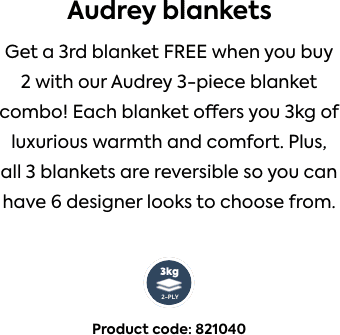 Audrey blankets
Get a 3rd blanket FREE when you buy
2 with our Audrey 3-piece blanket
combo! Each blanket offers you 3kg of
luxurious warmth and comfort. Plus,
all 3 blankets are reversible so you can
have 6 designer looks to choose from.
3kg
2-PLY
Product code: 821040